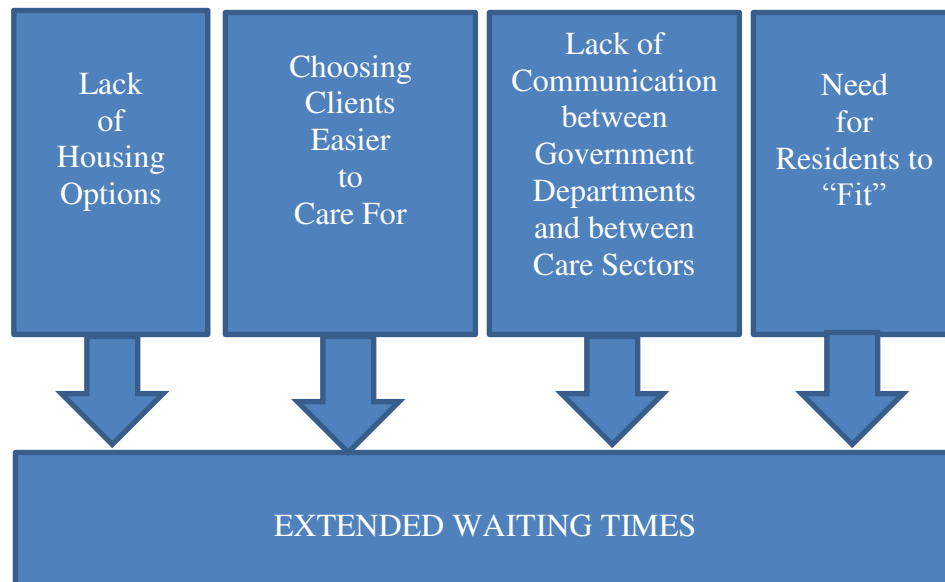 Lack
of
Housing
Options
Choosing
Clients
Easier
to
Care For
Lack of
Communication
between
Government
Departments
and between
Care Sectors
Need
for
Residents to
“Fit”
EXTENDED WAITING TIMES